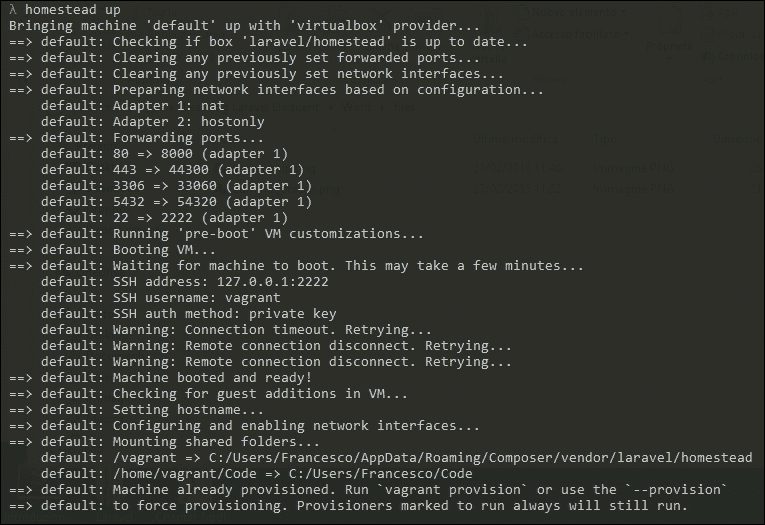 λ homestead up
Bringing machine 'default' up with 'virtualbox' provider...
==> default: Checking if box 'laravel/homestead' is up to date...
==> default: Clearing any previously set forwarded ports...
==> default: Clearing any previously set network interfaces...
==> default: Preparing network interfaces based on configuration...
    default: Adapter 1: nat
    default: Adapter 2: hostonly
==> default: Forwarding ports...
    default: 80 => 8000 (adapter 1)
    default: 443 => 44300 (adapter 1)
    default: 3306 => 33060 (adapter 1)
    default: 5432 => 54320 (adapter 1)
    default: 22 => 2222 (adapter 1)
==> default: Running 'pre-boot' VM customizations...
==> default: Booting VM...
==> default: Waiting for machine to boot. This may take a few minutes...
    default: SSH address: 127.0.0.1:2222
    default: SSH username: vagrant
    default: SSH auth method: private key
    default: Warning: Connection timeout. Retrying...
    default: Warning: Remote connection disconnect. Retrying...
    default: Warning: Remote connection disconnect. Retrying...
==> default: Machine booted and ready!
==> default: Checking for guest additions in VM...
==> default: Setting hostname...
==> default: Configuring and enabling network interfaces...
==> default: Mounting shared folders...
    default: /vagrant => C:/Users/Francesco/AppData/Roaming/Composer/vendor/laravel/homestead
    default: /home/vagrant/Code => C:/Users/Francesco/Code
==> default: Machine already provisioned. Run `vagrant provision` or use the `--provision`
==> default: to force provisioning. Provisioners marked to run always will still run.